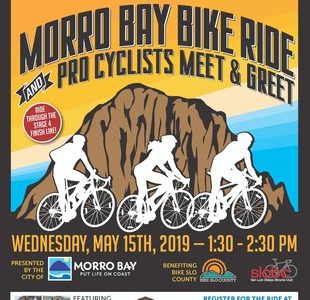 MORRO BAY BIKE RIDE
AND
PRO CYCLISTS MEET & GREET
RIDE
THROUGH THE
STAGE 4
FINISH LINE!
WEDNESDAY, MAY 15TH, 2019 – 1:30 - 2:30 PM
PRESENTED
BY THE
CITY OF
MORRO BAY
PUT LIFE ON COAST
BENEFITING
BIKE SLO
COUNTY
BIKE SLO COUNTY
slobc
San Luis Obispo Bicycle Club
FEATURING
REGISTER FOR THE RIDE AT